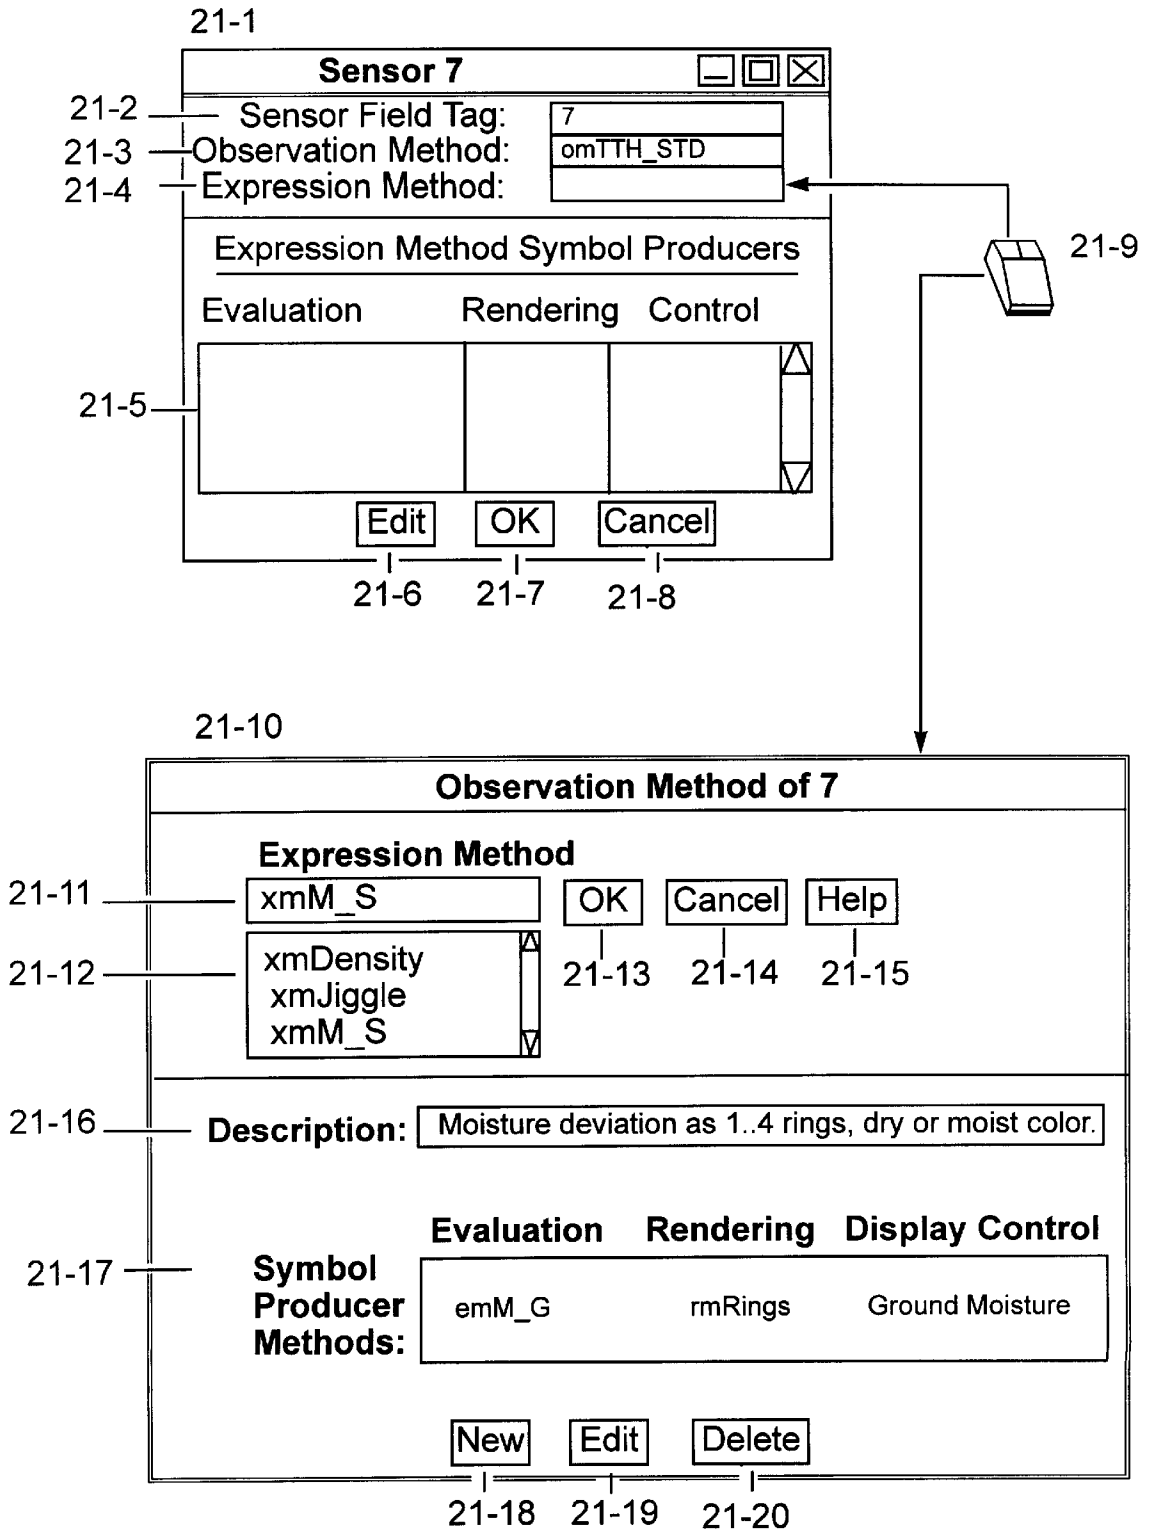 21-1
Sensor 7
21-2 Sensor Field Tag: 7
21-3 Observation Method: omTTH_STD
21-4 Expression Method:
21-9
Expression Method Symbol Producers
Evaluation Rendering Control
21-5
Edit OK Cancel
21-6 21-7 21-8
21-10
Observation Method of 7
Expression Method
21-11 xmM_S OK Cancel Help
21-12 xmDensity
21-13 21-14 21-15
xmJiggle
xmM_S
21-16 Description: Moisture deviation as 1..4 rings, dry or moist color.
Evaluation Rendering Display Control
21-17 Symbol
Producer emM_G rmRings Ground Moisture
Methods:
New Edit Delete
21-18 21-19 21-20